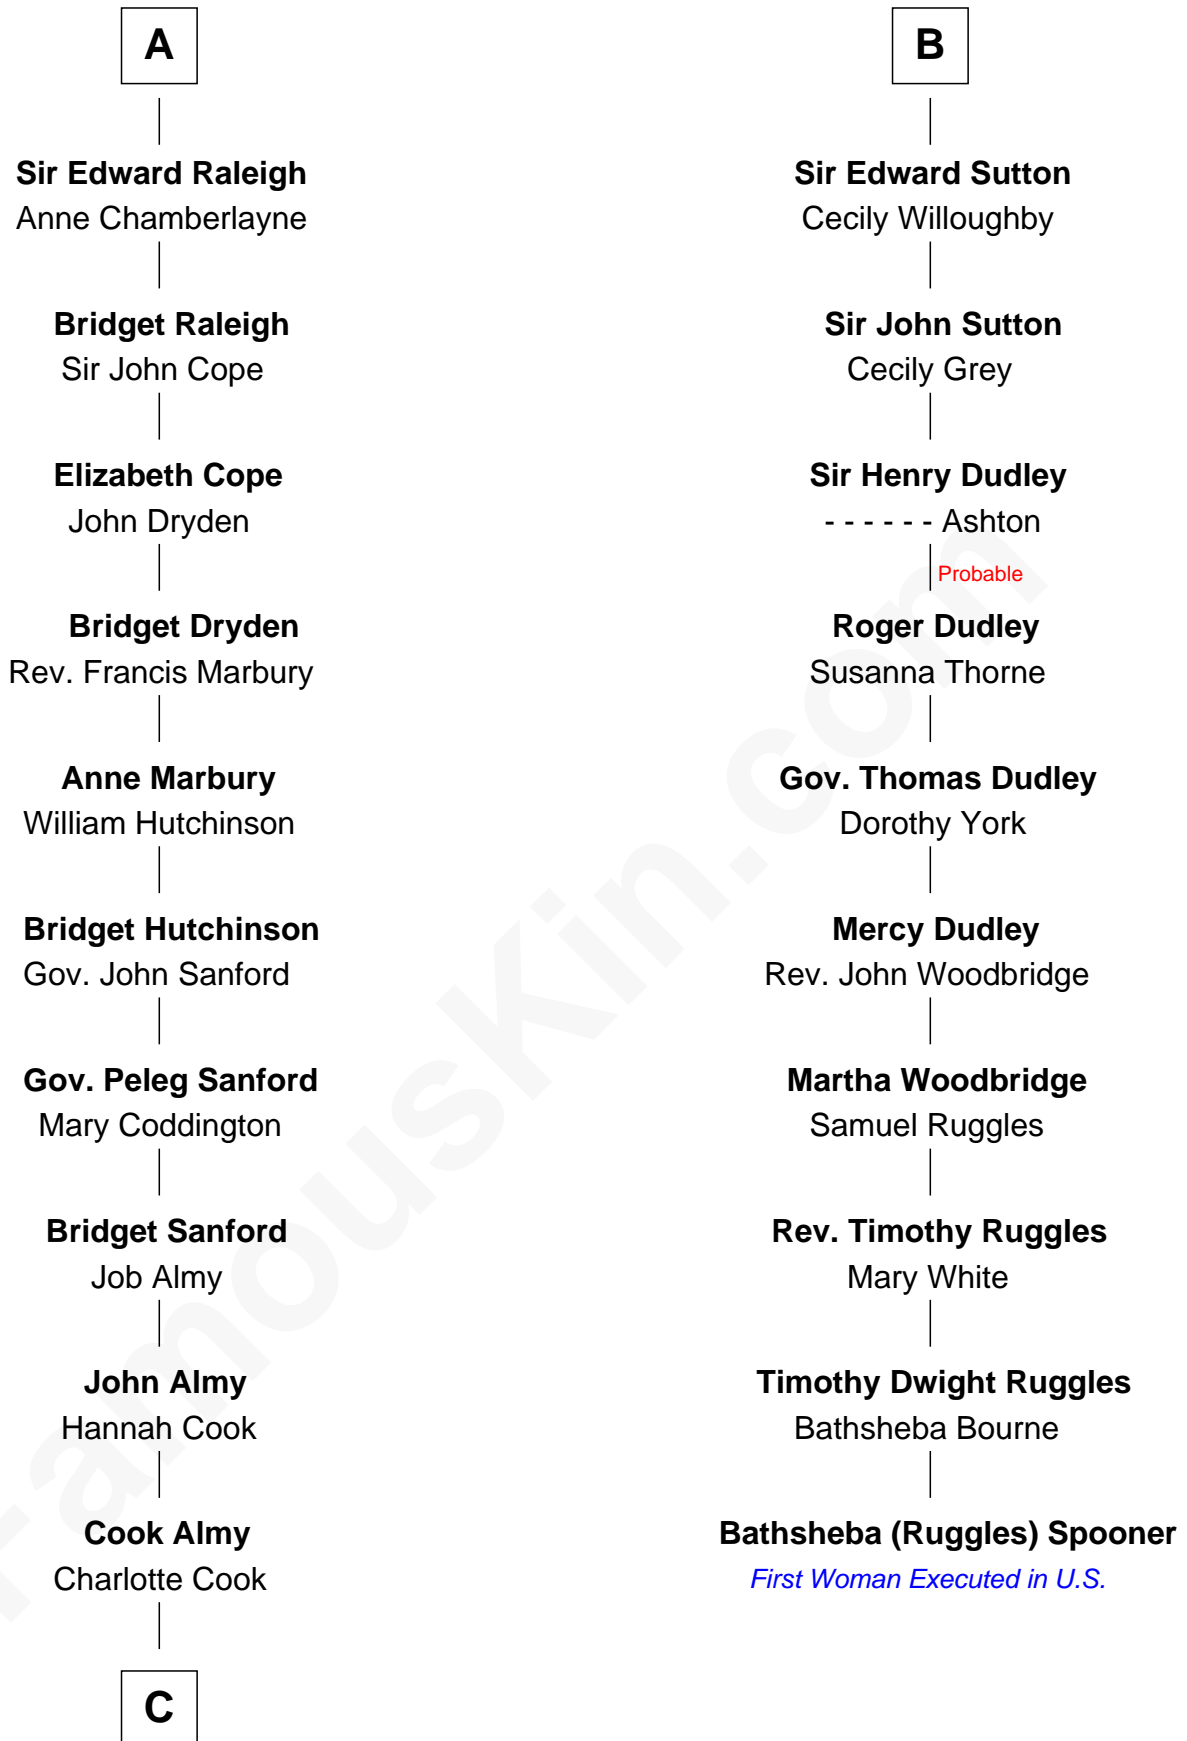 A
Sir Edward Raleigh
Anne Chamberlayne
Bridget Raleigh
Sir John Cope
Elizabeth Cope
John Dryden
Bridget Dryden
Rev. Francis Marbury
Anne Marbury
William Hutchinson
Bridget Hutchinson
Gov. John Sanford
Gov. Peleg Sanford
Mary Coddington
Bridget Sanford
Job Almy
John Almy
Hannah Cook
Cook Almy
Charlotte Cook
C
B
Sir Edward Sutton
Cecily Willoughby
Sir John Sutton
Cecily Grey
Sir Henry Dudley
- - - - - - Ashton
Probable
Roger Dudley
Susanna Thorne
Gov. Thomas Dudley
Dorothy York
Mercy Dudley
Rev. John Woodbridge
Martha Woodbridge
Samuel Ruggles
Rev. Timothy Ruggles
Mary White
Timothy Dwight Ruggles
Bathsheba Bourne
Bathsheba (Ruggles) Spooner
First Woman Executed in U.S.
FamousKin.com